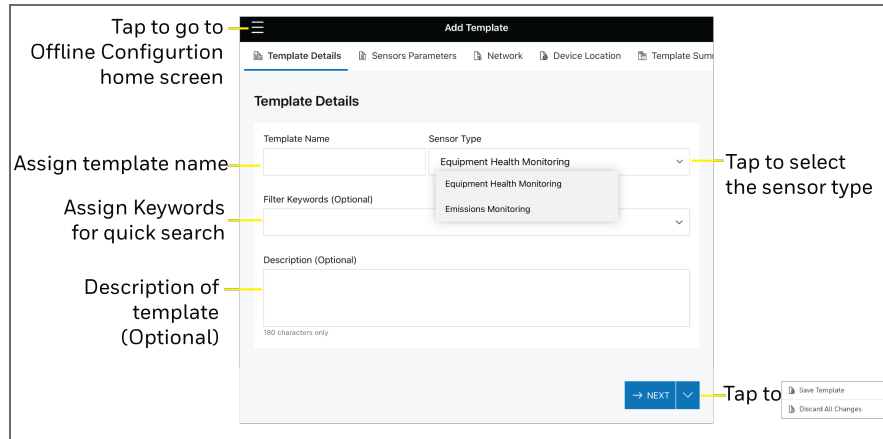 Tap to go to
Offline Configurtion
home screen
Add Template
Template Details
Sensors Parameters
Network
Device Location
Template Sum
Template Details
Template Name
Sensor Type
Assign template name
Equipment Health Monitoring
Tap to select
the sensor type
Equipment Health Monitoring
Emissions Monitoring
Assign Keywords
for quick search
Filter Keywords (Optional)
Description (Optional)
Description of
template
(Optional)
180 characters only
→ NEXT
Tap to
Save Template
Discard All Changes